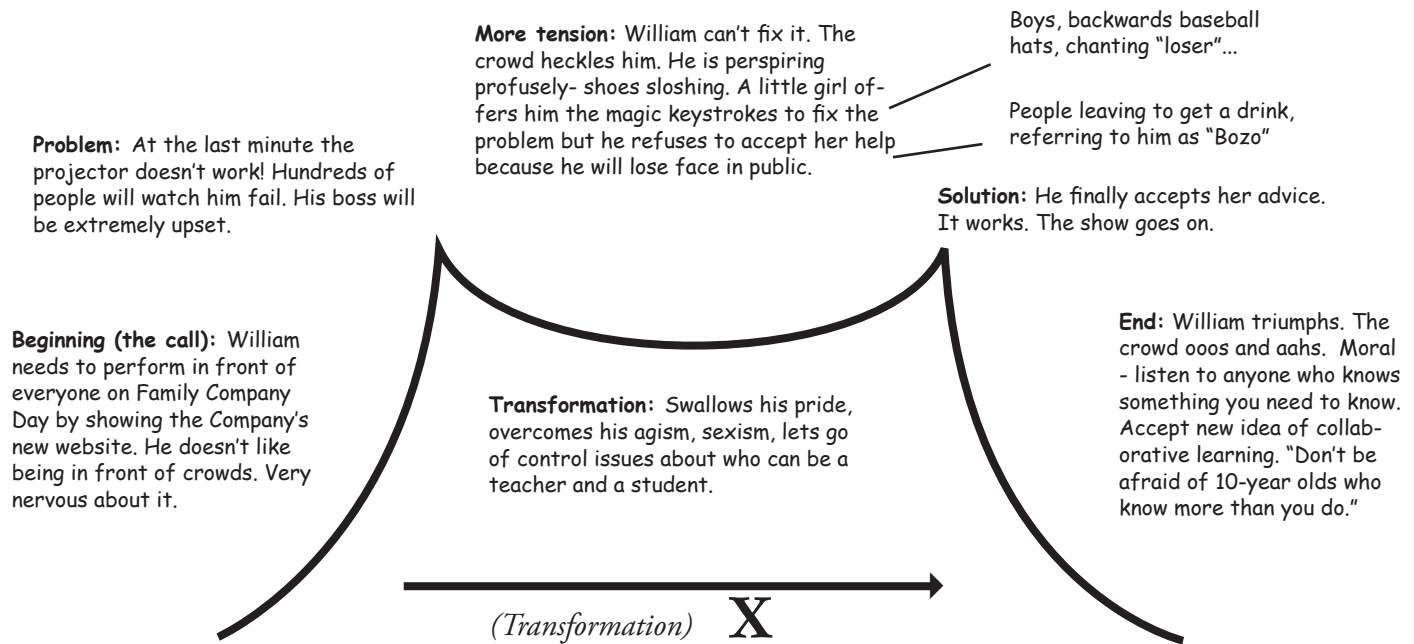 Boys, backwards baseball
hats, chanting “loser”...
More tension: William can’t fix it. The
crowd heckles him. He is perspiring
profusely- shoes sloshing. A little girl of-
fers him the magic keystrokes to fix the
problem but he refuses to accept her help
because he will lose face in public.
People leaving to get a drink,
referring to him as “Bozo”
Problem: At the last minute the
projector doesn’t work! Hundreds of
people will watch him fail. His boss will
be extremely upset.
Solution: He finally accepts her advice.
It works. The show goes on.
Beginning (the call): William
needs to perform in front of
everyone on Family Company
Day by showing the Company’s
new website. He doesn’t like
being in front of crowds. Very
nervous about it.
Transformation: Swallows his pride,
overcomes his agism, sexism, lets go
of control issues about who can be a
teacher and a student.
End: William triumphs. The
crowd ooos and aahs. Moral
- listen to anyone who knows
something you need to know.
Accept new idea of collab-
orative learning. “Don’t be
afraid of 10-year olds who
know more than you do.”
(Transformation) X